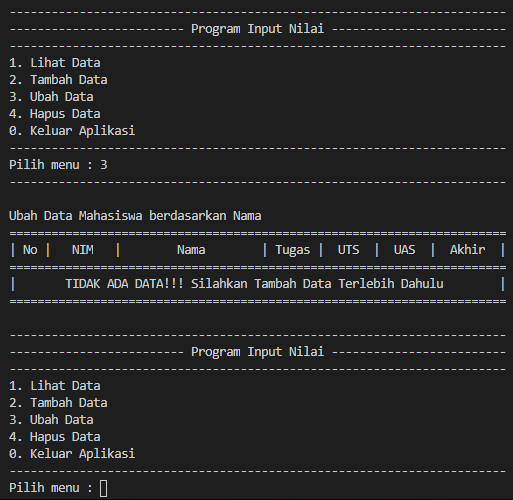 -----------------------------------------------------------------------
------------------------- Program Input Nilai -------------------------
-----------------------------------------------------------------------
1. Lihat Data
2. Tambah Data
3. Ubah Data
4. Hapus Data
0. Keluar Aplikasi
-----------------------------------------------------------------------
Pilih menu : 3
-----------------------------------------------------------------------
Ubah Data Mahasiswa berdasarkan Nama
=======================================================================
| No |   NIM   |        Nama        | Tugas |  UTS  |  UAS  |  Akhir  |
=======================================================================
|       TIDAK ADA DATA!!! Silahkan Tambah Data Terlebih Dahulu        |
=======================================================================
-----------------------------------------------------------------------
------------------------- Program Input Nilai -------------------------
-----------------------------------------------------------------------
1. Lihat Data
2. Tambah Data
3. Ubah Data
4. Hapus Data
0. Keluar Aplikasi
-----------------------------------------------------------------------
Pilih menu :